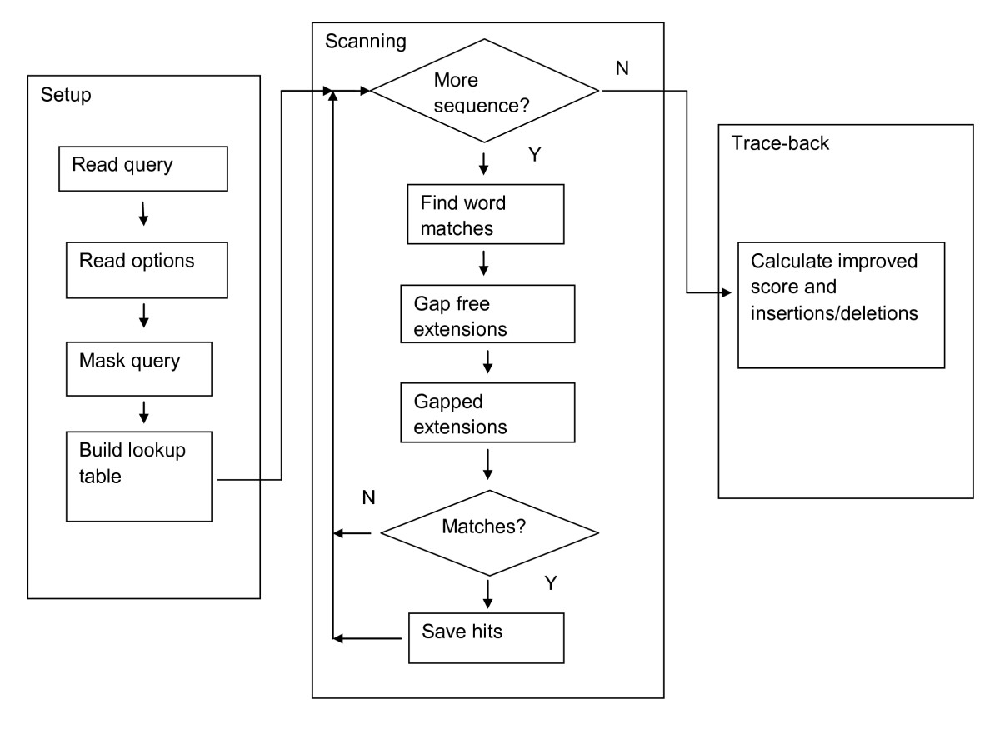 Setup
Read query
Read options
Mask query
Build lookup
table
Scanning
More
sequence?
N
Y
Find word
matches
Gap free
extensions
Gapped
extensions
N
Matches?
Y
Save hits
Trace-back
Calculate improved
score and
insertions/deletions